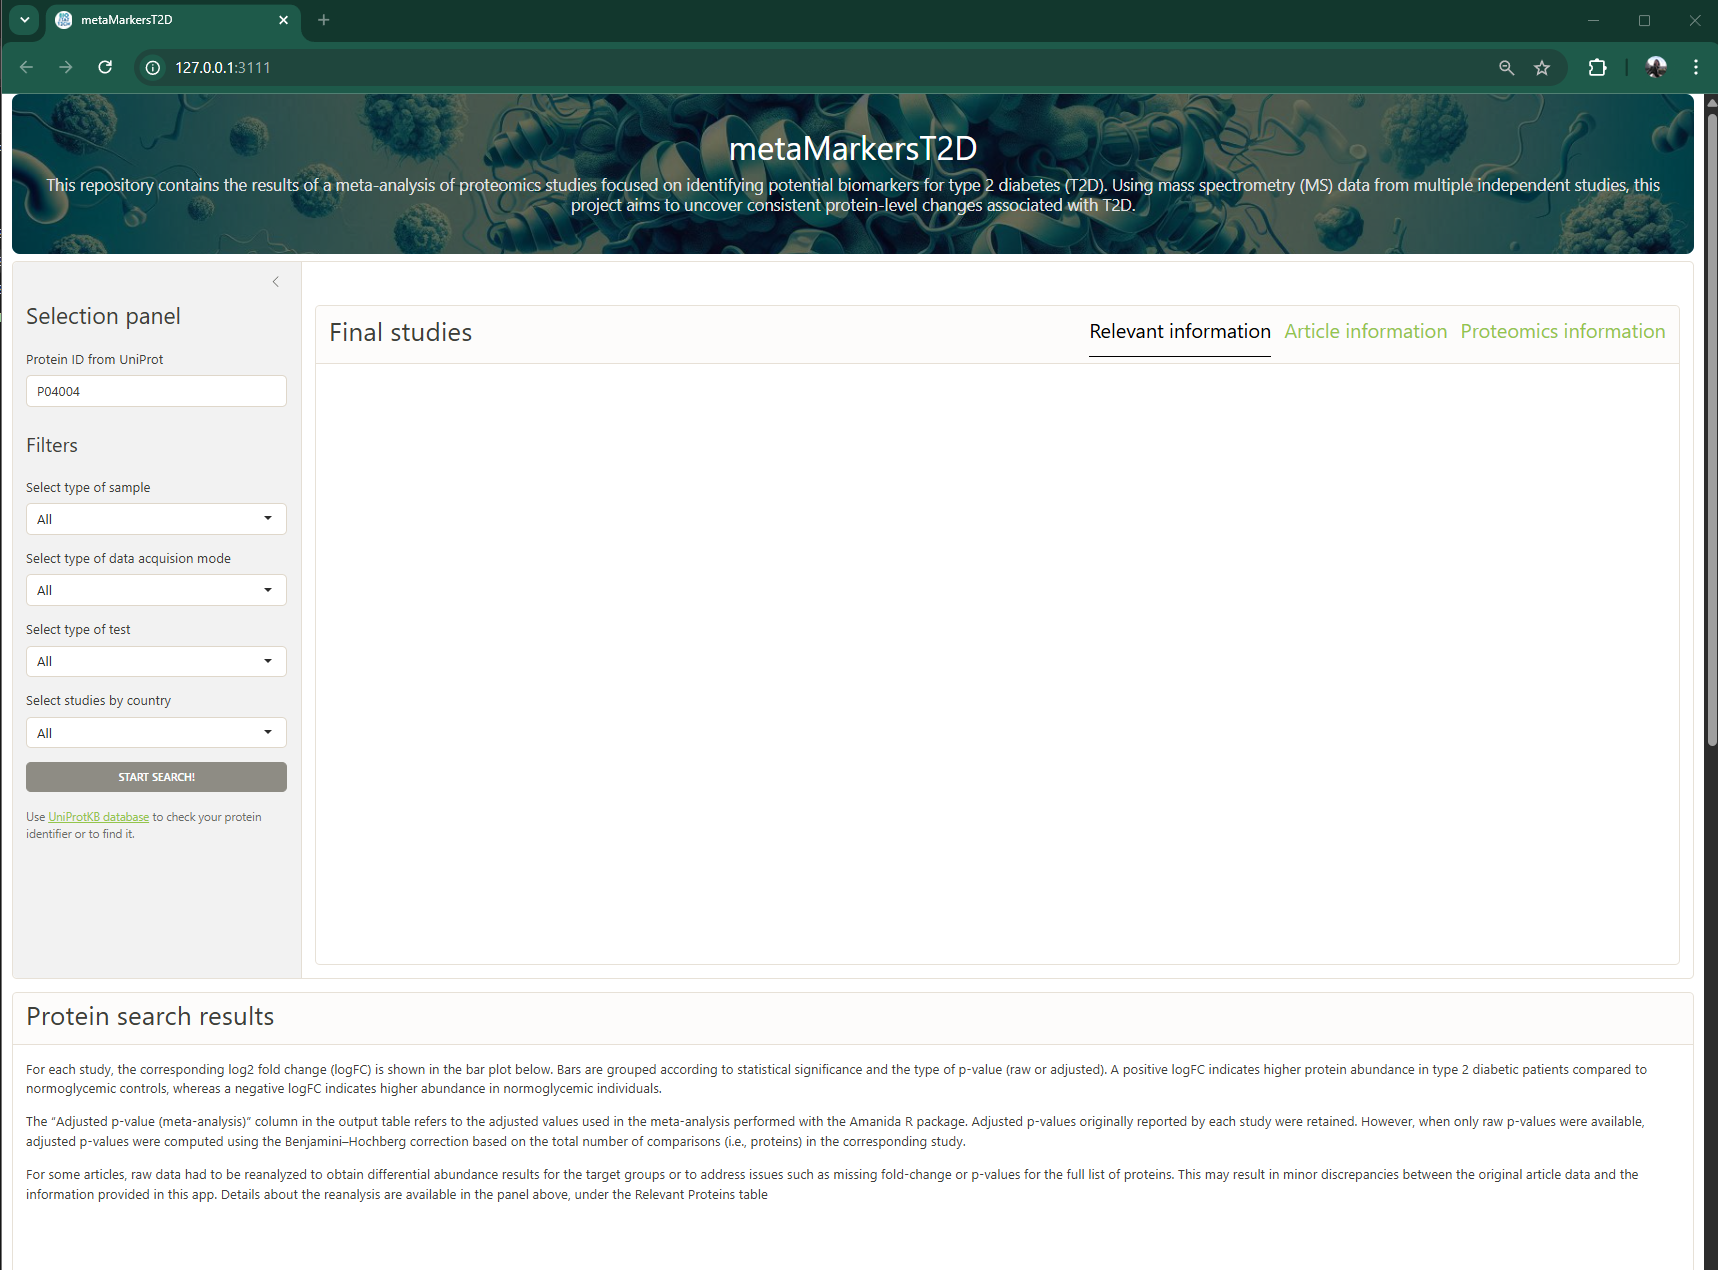 metaMarkersT2D
127.0.0.1:3111
metaMarkersT2D
This repository contains the results of a meta-analysis of proteomics studies focused on identifying potential biomarkers for type 2 diabetes (T2D). Using mass spectrometry (MS) data from multiple independent studies, this
project aims to uncover consistent protein-level changes associated with T2D.
Selection panel
Protein ID from UniProt
P04004
Filters
Select type of sample
All
Select type of data acquision mode
All
Select type of test
All
Select studies by country
All
START SEARCH!
Use UniProtKB database to check your protein
identifier or to find it.
Final studies
Relevant information Article information Proteomics information
Protein search results
For each study, the corresponding log2 fold change (logFC) is shown in the bar plot below. Bars are grouped according to statistical significance and the type of p-value (raw or adjusted). A positive logFC indicates higher protein abundance in type 2 diabetic patients compared to
normoglycemic controls, whereas a negative logFC indicates higher abundance in normoglycemic individuals.
The “Adjusted p-value (meta-analysis)” column in the output table refers to the adjusted values used in the meta-analysis performed with the Amanida R package. Adjusted p-values originally reported by each study were retained. However, when only raw p-values were available,
adjusted p-values were computed using the Benjamini–Hochberg correction based on the total number of comparisons (i.e., proteins) in the corresponding study.
For some articles, raw data had to be reanalyzed to obtain differential abundance results for the target groups or to address issues such as missing fold-change or p-values for the full list of proteins. This may result in minor discrepancies between the original article data and the
information provided in this app. Details about the reanalysis are available in the panel above, under the Relevant Proteins table